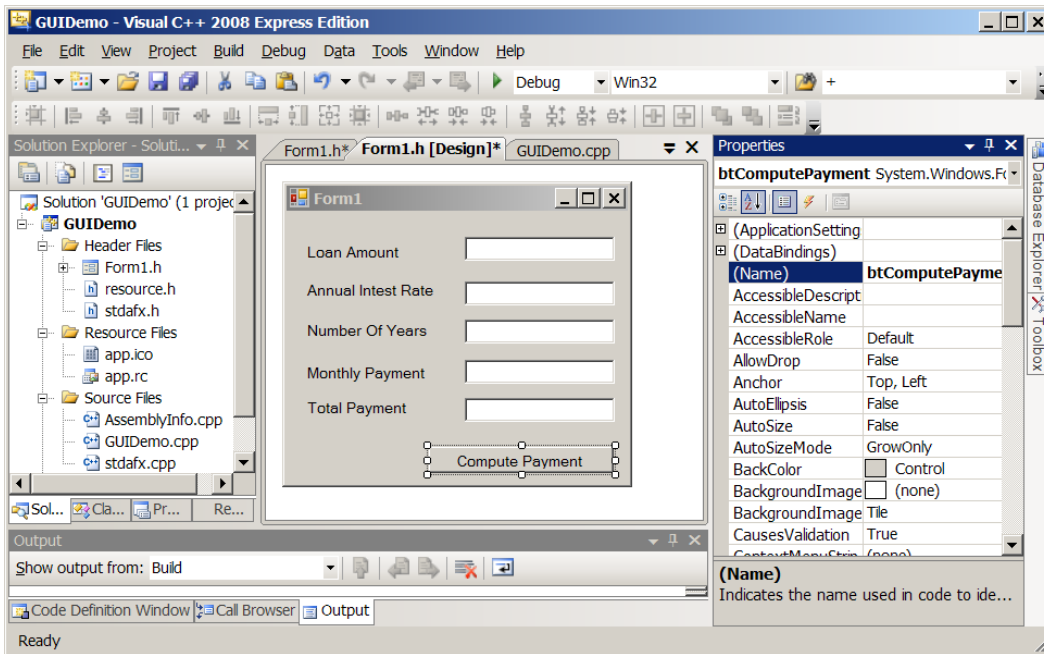 GUIDemo - Visual C++ 2008 Express Edition
File Edit View Project Build Debug Data Tools Window Help
Debug Win32 +
Solution Explorer - Soluti...
Solution 'GUIDemo' (1 projec
GUIDemo
Header Files
Form1.h
resource.h
stdafx.h
Resource Files
app.ico
app.rc
Source Files
AssemblyInfo.cpp
GUIDemo.cpp
stdafx.cpp
Sol... Cla... Pr... Re...
Form1.h* Form1.h [Design]* GUIDemo.cpp
Form1
Loan Amount
Annual Intest Rate
Number Of Years
Monthly Payment
Total Payment
Compute Payment
Properties
btComputePayment System.Windows.Fo
(ApplicationSetting
(DataBindings)
(Name) btComputePayme
AccessibleDescript
AccessibleName
AccessibleRole Default
AllowDrop False
Anchor Top, Left
AutoEllipsis False
AutoSize False
AutoSizeMode GrowOnly
BackColor Control
BackgroundImage (none)
BackgroundImage Tile
CausesValidation True
ContextMenuStrip (none)
(Name)
Indicates the name used in code to ide...
Database Explorer
Toolbox
Output
Show output from: Build
Code Definition Window Call Browser Output
Ready